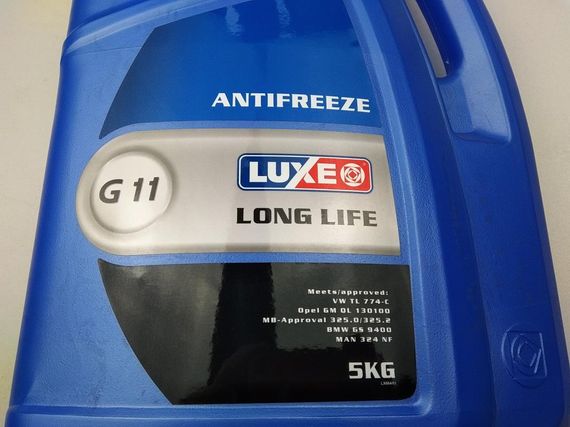 ANTIFREEZE
G 11
LUXE
LONG LIFE
Meets/approved:
VW TL 774-C
Opel GM QL 130100
MB-Approval 325.0/325.2
BMW GS 9400
MAN 324 NF
5KG